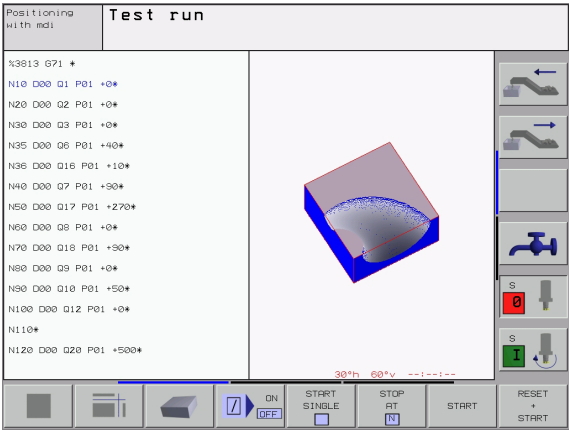 Positioning
with mdi
Test run
%3813 G71 *
N10 D00 Q1 P01 +0*
N20 D00 Q2 P01 +0*
N30 D00 Q3 P01 +0*
N35 D00 Q6 P01 +40*
N36 D00 Q16 P01 +10*
N40 D00 Q7 P01 +90*
N50 D00 Q17 P01 +270*
N60 D00 Q8 P01 +0*
N70 D00 Q18 P01 +90*
N80 D00 Q9 P01 +0*
N90 D00 Q10 P01 +50*
N100 D00 Q12 P01 +0*
N110*
N120 D00 Q20 P01 +500*
30°h 60°v --:--:--
S
0
S
I
ON
OFF
START
SINGLE
STOP
AT
N
START
RESET
+
START